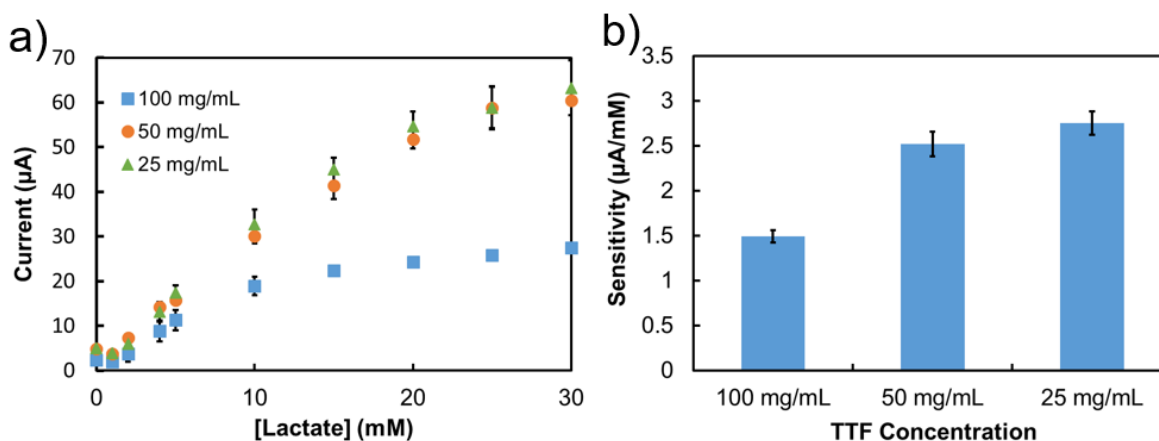 a)
70
60
50
40
30
20
10
0
Current (µA)
100 mg/mL
50 mg/mL
25 mg/mL
0 10 20 30
[Lactate] (mM)
b)
3.5
3
2.5
2
1.5
1
0.5
0
Sensitivity (µA/mM)
100 mg/mL 50 mg/mL 25 mg/mL
TTF Concentration